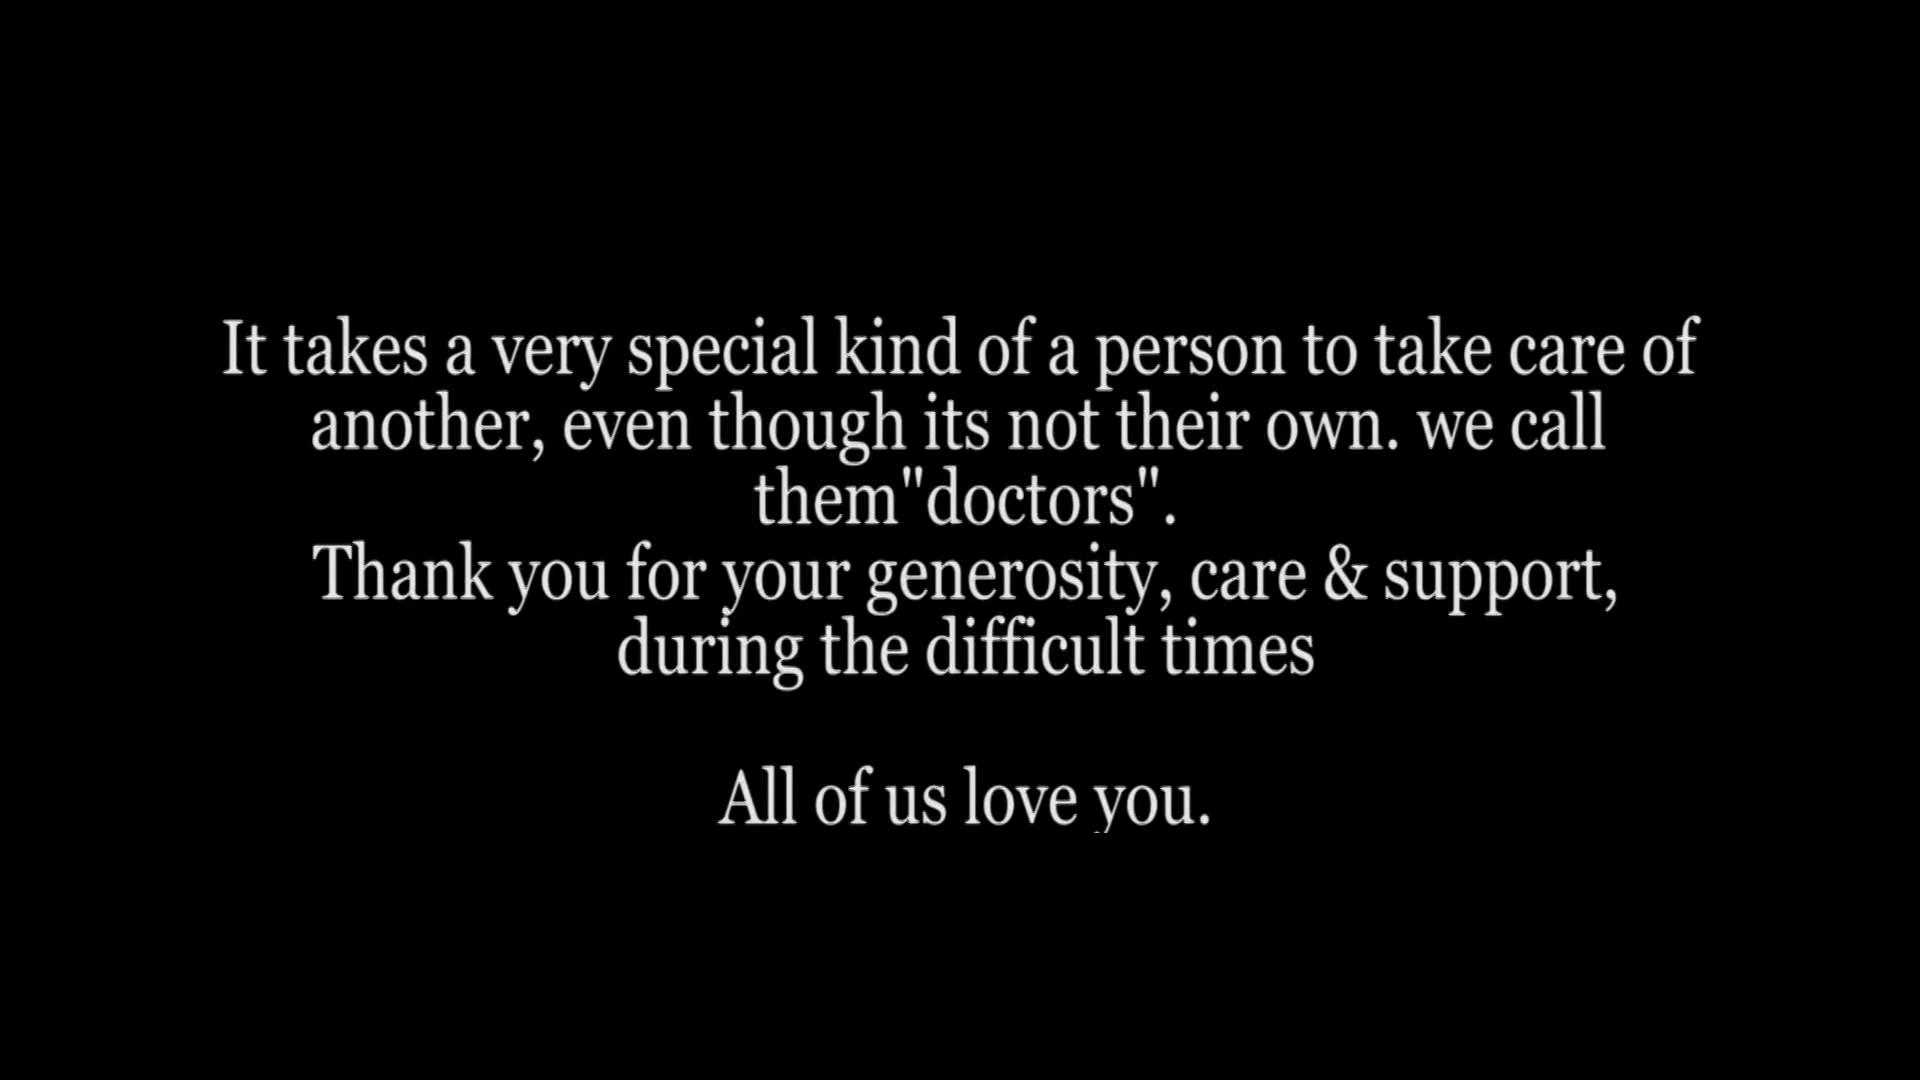 It takes a very special kind of a person to take care of
another, even though its not their own. we call
them"doctors".
Thank you for your generosity, care & support,
during the difficult times
All of us love you.